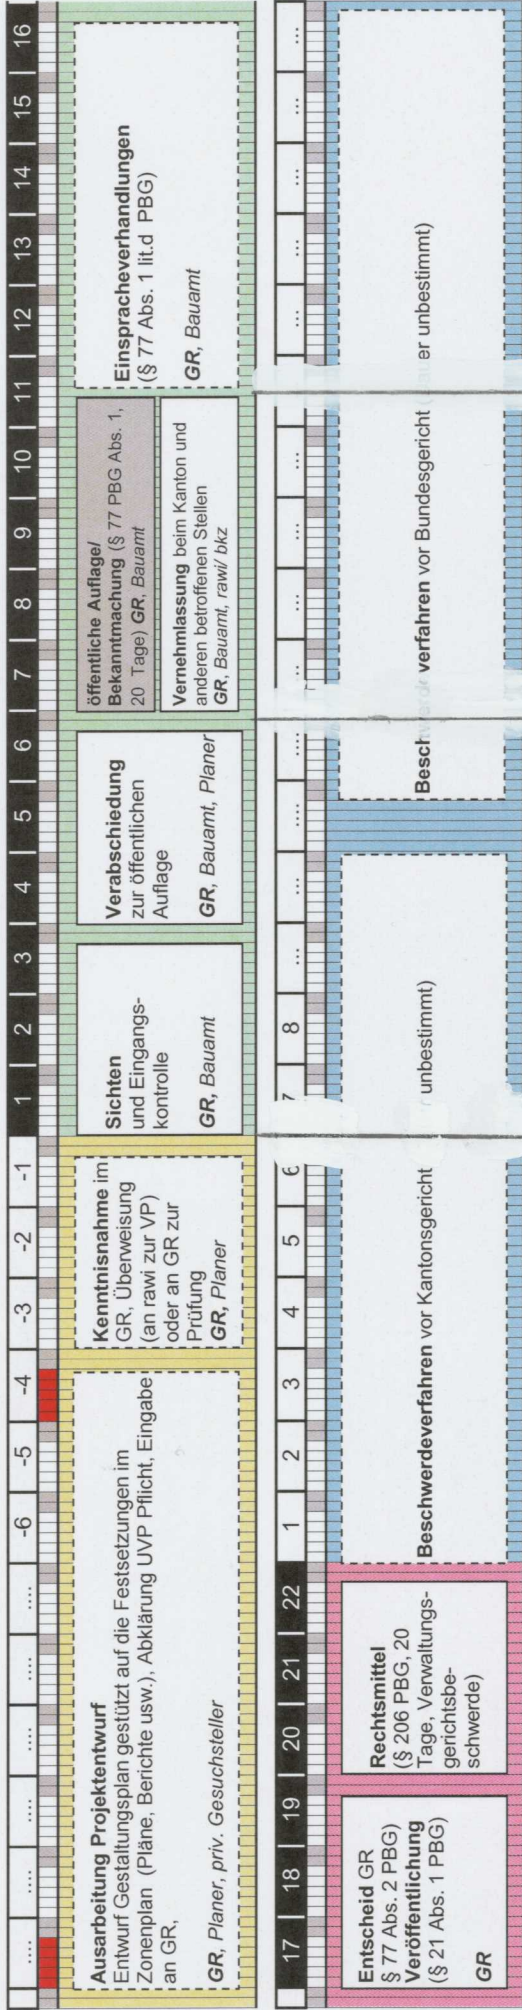 .... .... .... .... .... .... -6 -5 -4 -3 -2 -1 1 2 3 4 5 6 7 8 9 10 11 12 13 14 15 16
Ausarbeitung Projektentwurf
Entwurf Gestaltungsplan gestützt auf die Festsetzungen im
Zonenplan (Pläne, Berichte usw.), Abklärung UVP Pflicht, Eingabe
an GR,
GR, Planer, priv. Gesuchsteller
Kenntnisnahme im
GR, Überweisung
(an rawi zur VP)
oder an GR zur
Prüfung
GR, Planer
Sichten
und Eingangs-
kontrolle
GR, Bauamt
Verabschiedung
zur öffentlichen
Auflage
GR, Bauamt, Planer
öffentliche Auflage/
Bekanntmachung (§ 77 PBG Abs. 1,
20 Tage) GR, Bauamt
Vernehmlassung beim Kanton und
anderen betroffenen Stellen
GR, Bauamt, rawi/ bkz
Einspracheverhandlungen
(§ 77 Abs. 1 lit.d PBG)
GR, Bauamt
17 18 19 20 21 22 1 2 3 4 5 6 7 8 ... .... .... ... ... ... ... ... ... ... ... ...
Entscheid GR
§ 77 Abs. 2 PBG)
Veröffentlichung
(§ 21 Abs. 1 PBG)
GR
Rechtsmittel
(§ 206 PBG, 20
Tage, Verwaltungs-
gerichtsbe-
schwerde)
Beschwerdeverfahren vor Kantonsgericht unbestimmt)
Beschwerdeverfahren vor Bundesgericht ( er unbestimmt)